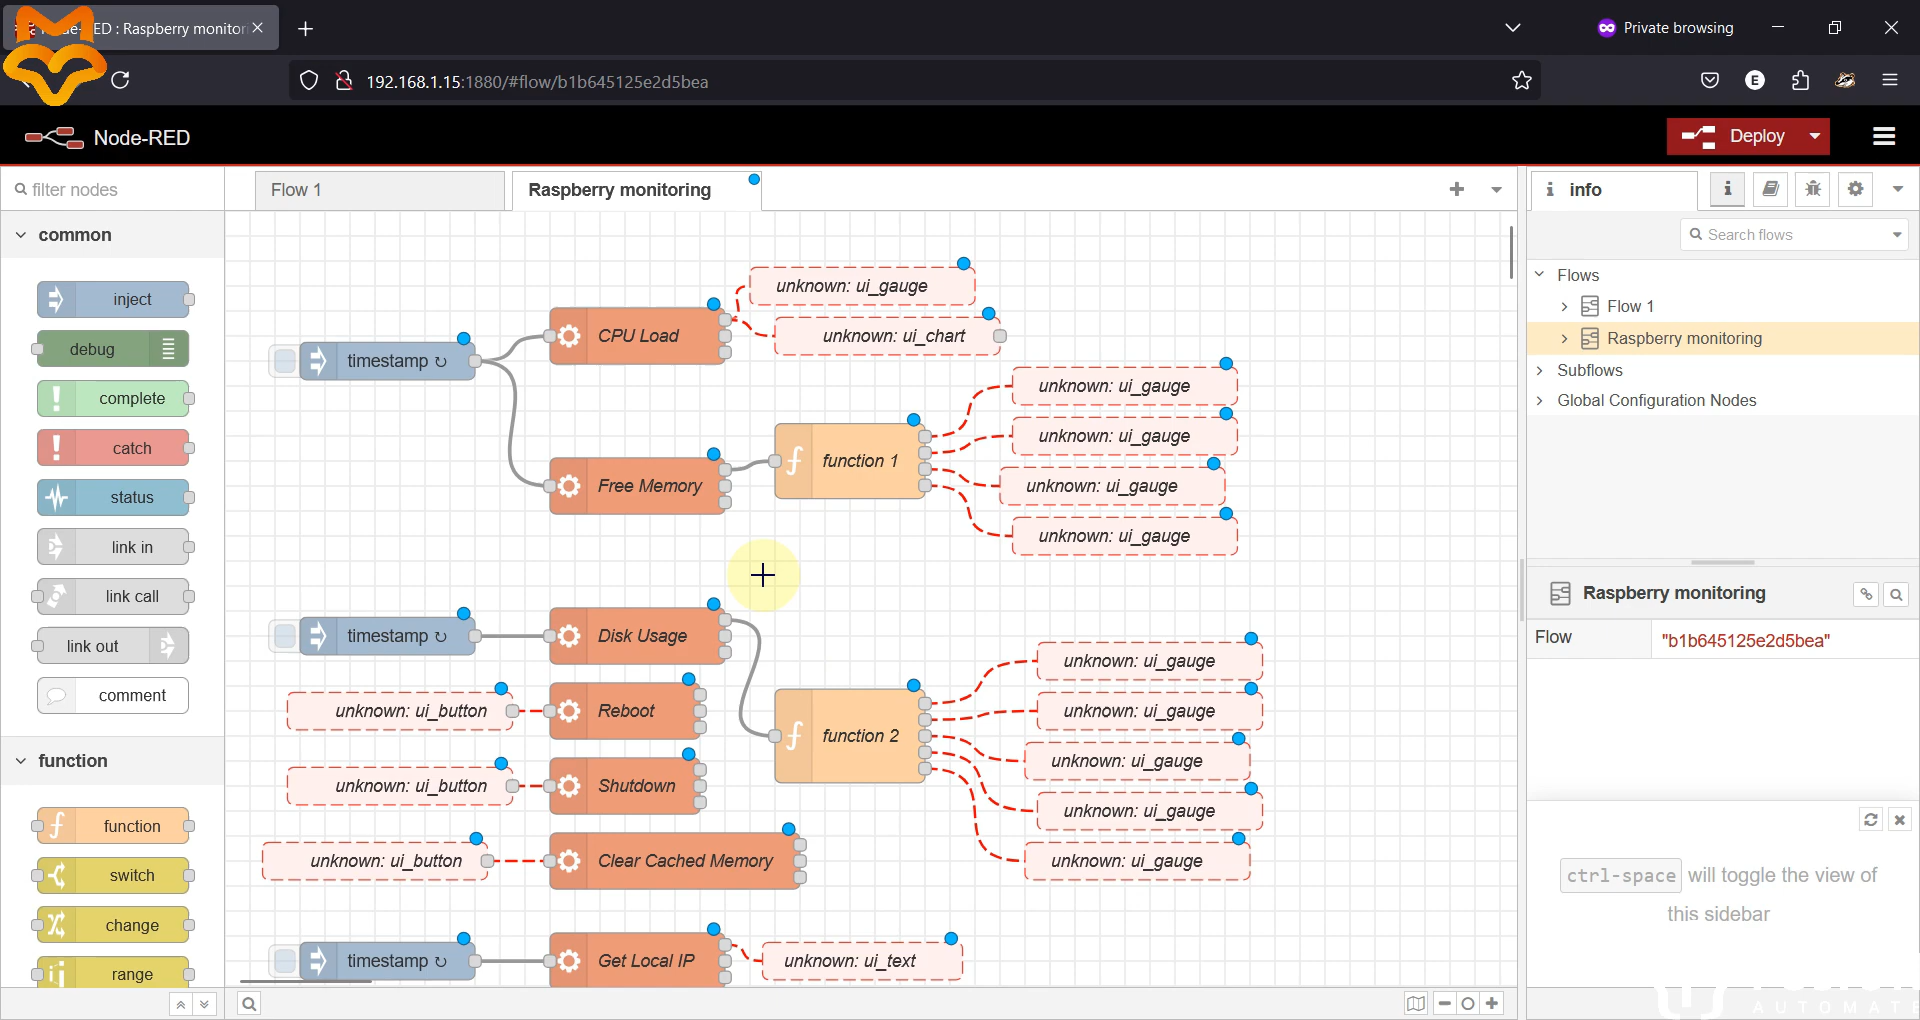 ED : Raspberry monitor
Private browsing
192.168.1.15:1880/#flow/b1b645125e2d5bea
E
Node-RED
Deploy
filter nodes
Flow 1
Raspberry monitoring
info
common
Search flows
inject
debug
complete
catch
status
link in
link call
link out
comment
function
function
switch
change
range
unknown: ui_gauge
CPU Load
unknown: ui_chart
timestamp ↻
unknown: ui_gauge
unknown: ui_gauge
function 1
Free Memory
unknown: ui_gauge
unknown: ui_gauge
timestamp ↻
Disk Usage
unknown: ui_gauge
unknown: ui_button
Reboot
unknown: ui_gauge
function 2
unknown: ui_gauge
unknown: ui_button
Shutdown
unknown: ui_gauge
unknown: ui_button
Clear Cached Memory
unknown: ui_gauge
timestamp ↻
Get Local IP
unknown: ui_text
Flows
Flow 1
Raspberry monitoring
Subflows
Global Configuration Nodes
Raspberry monitoring
Flow
"b1b645125e2d5bea"
ctrl-space will toggle the view of
this sidebar